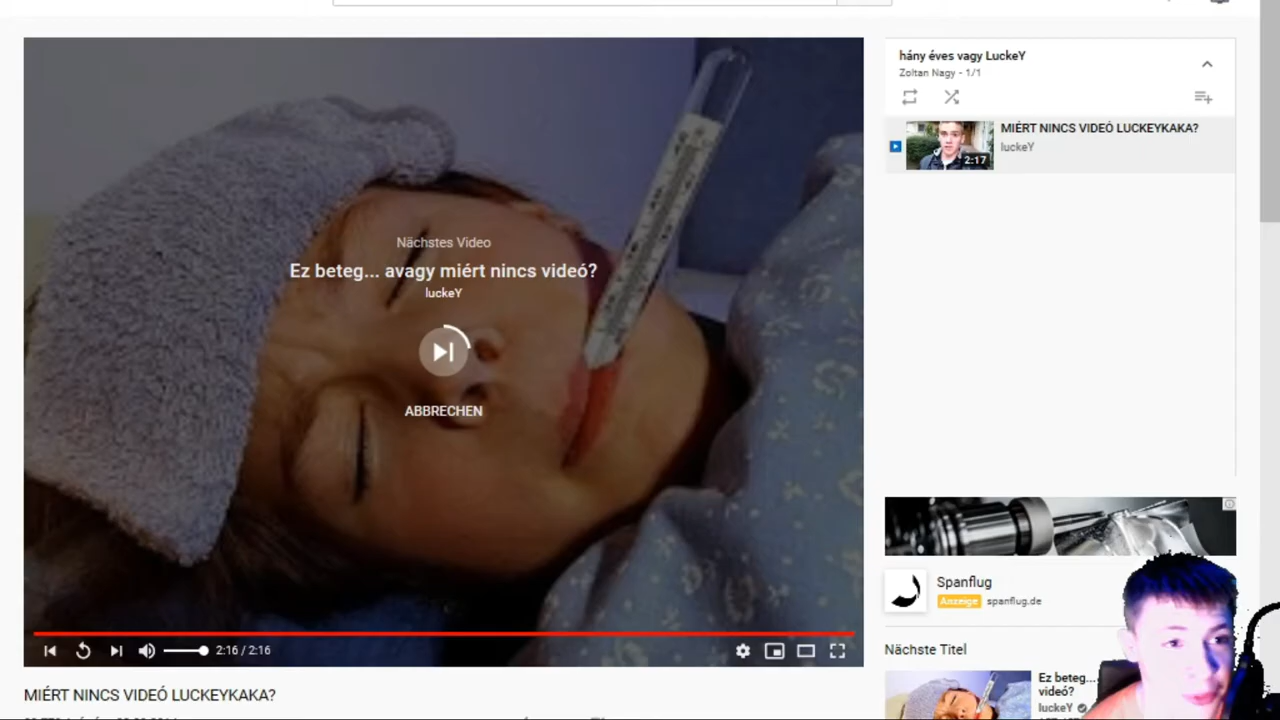 hány éves vagy LuckeY
Zoltan Nagy - 1/1
MIÉRT NINCS VIDEÓ LUCKEYKAKA?
luckeY
2:17
Nächstes Video
Ez beteg... avagy miért nincs videó?
luckeY
ABBRECHEN
2:16 / 2:16
Spanflug
Anzeige spanflug.de
Nächste Titel
Ez beteg...
videó?
luckeY
MIÉRT NINCS VIDEÓ LUCKEYKAKA?